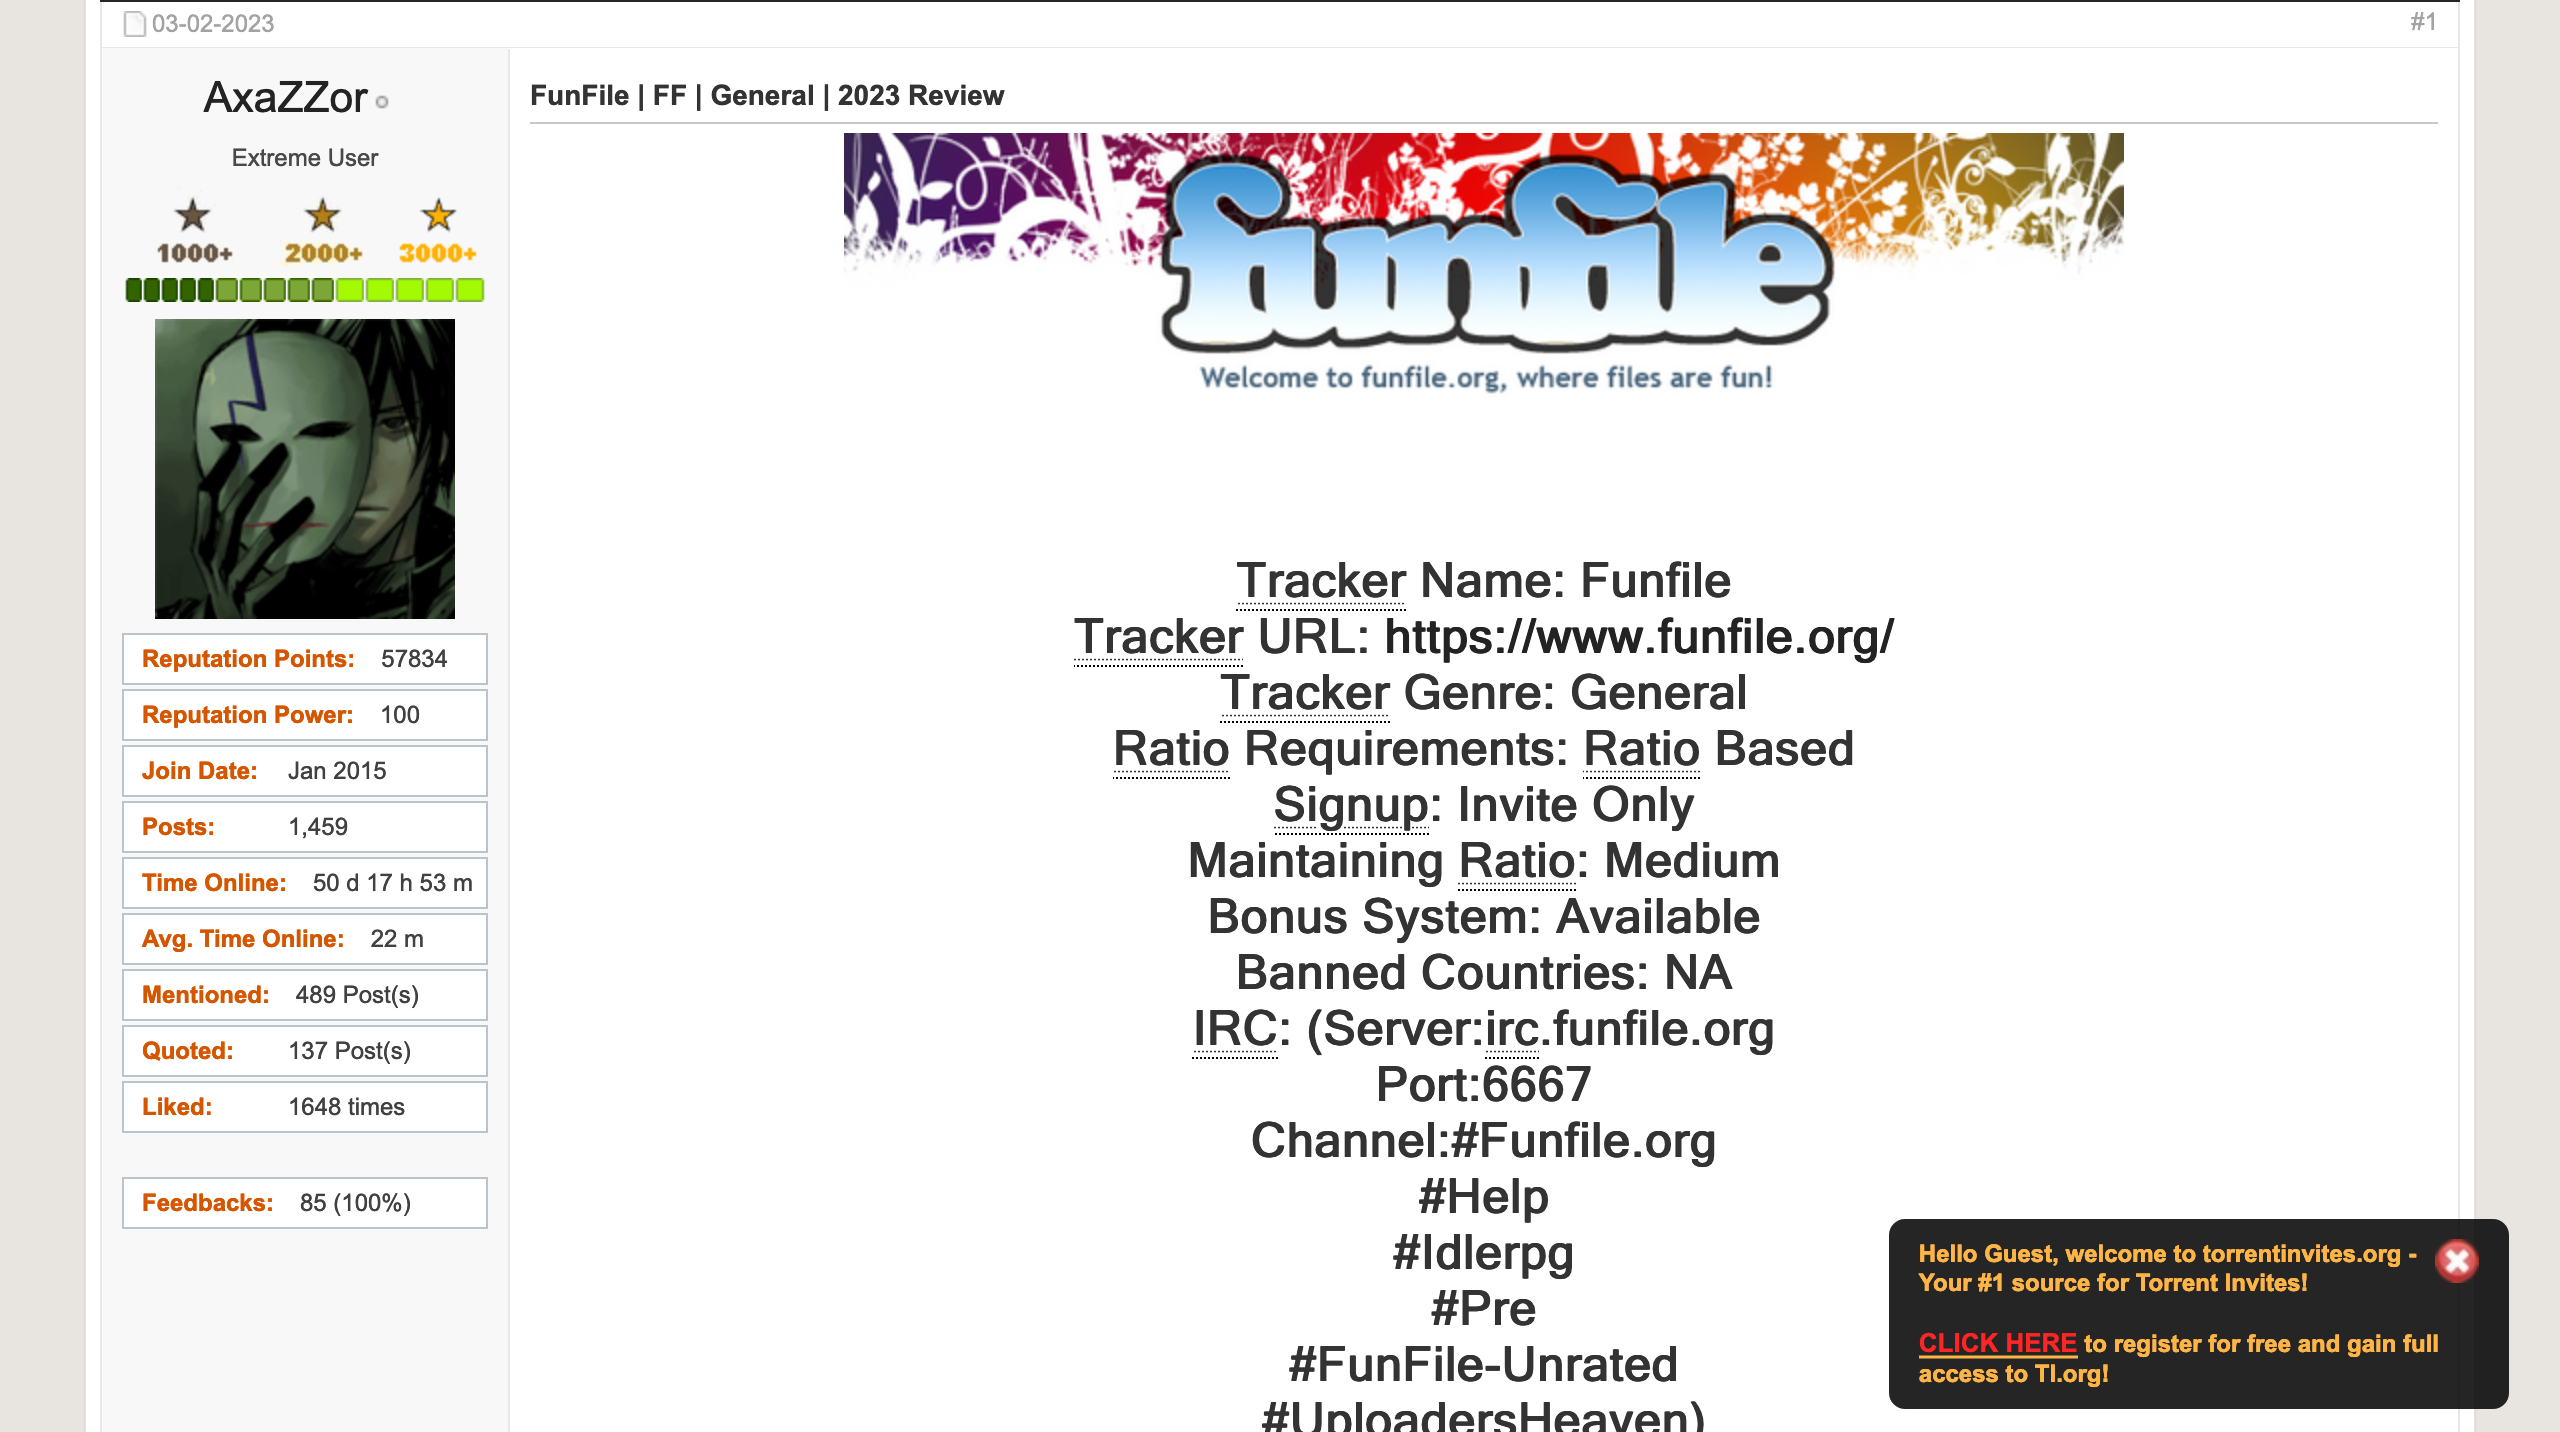 03-02-2023
#1
AxaZZor
Extreme User
1000+ 2000+ 3000+
Reputation Points: 57834
Reputation Power: 100
Join Date: Jan 2015
Posts: 1,459
Time Online: 50 d 17 h 53 m
Avg. Time Online: 22 m
Mentioned: 489 Post(s)
Quoted: 137 Post(s)
Liked: 1648 times
Feedbacks: 85 (100%)
FunFile | FF | General | 2023 Review
funfile
Welcome to funfile.org, where files are fun!
Tracker Name: Funfile
Tracker URL: https://www.funfile.org/
Tracker Genre: General
Ratio Requirements: Ratio Based
Signup: Invite Only
Maintaining Ratio: Medium
Bonus System: Available
Banned Countries: NA
IRC: (Server:irc.funfile.org
Port:6667
Channel:#Funfile.org
#Help
#Idlerpg
#Pre
#FunFile-Unrated
#UploadersHeaven)
Hello Guest, welcome to torrentinvites.org -
Your #1 source for Torrent Invites!
CLICK HERE to register for free and gain full
access to TI.org!